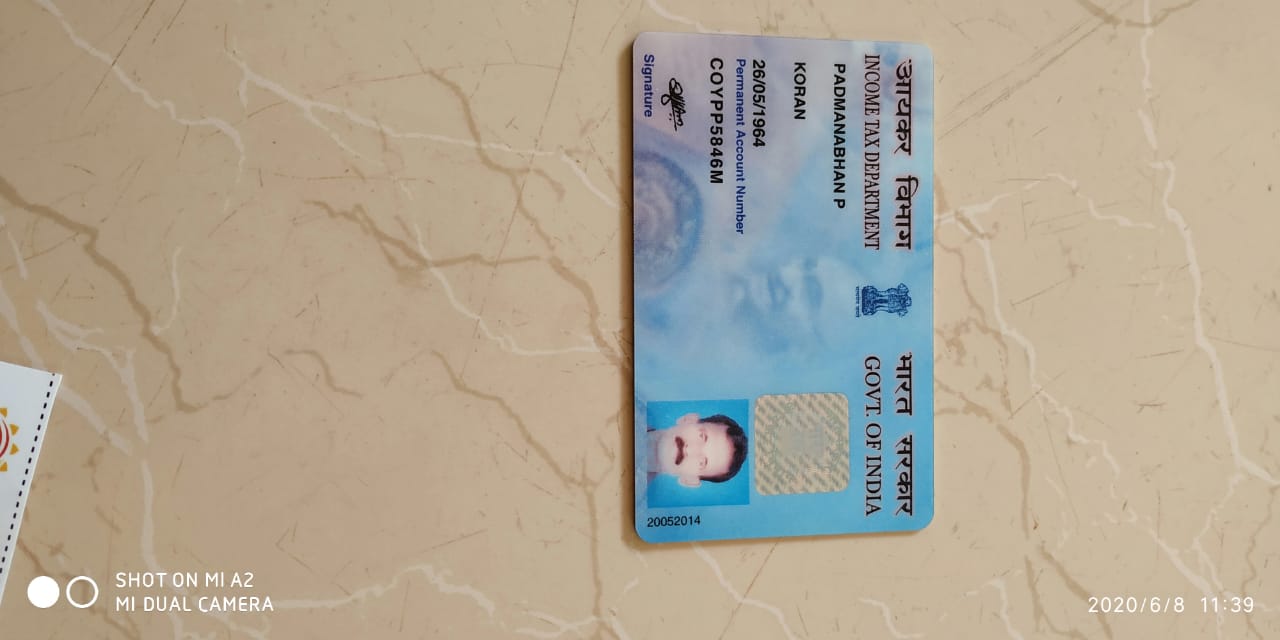 आयकर विभाग
INCOME TAX DEPARTMENT
भारत सरकार
GOVT. OF INDIA
PADMANABHAN P
KORAN
26/05/1964
Permanent Account Number
COYPP5846M
Signature
20052014
SHOT ON MI A2
MI DUAL CAMERA
2020/6/8 11:39